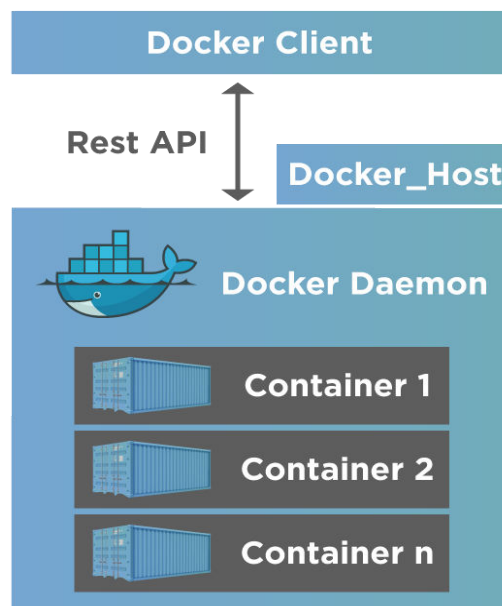 Docker Client
Rest API
Docker_Host
Docker Daemon
Container 1
Container 2
Container n